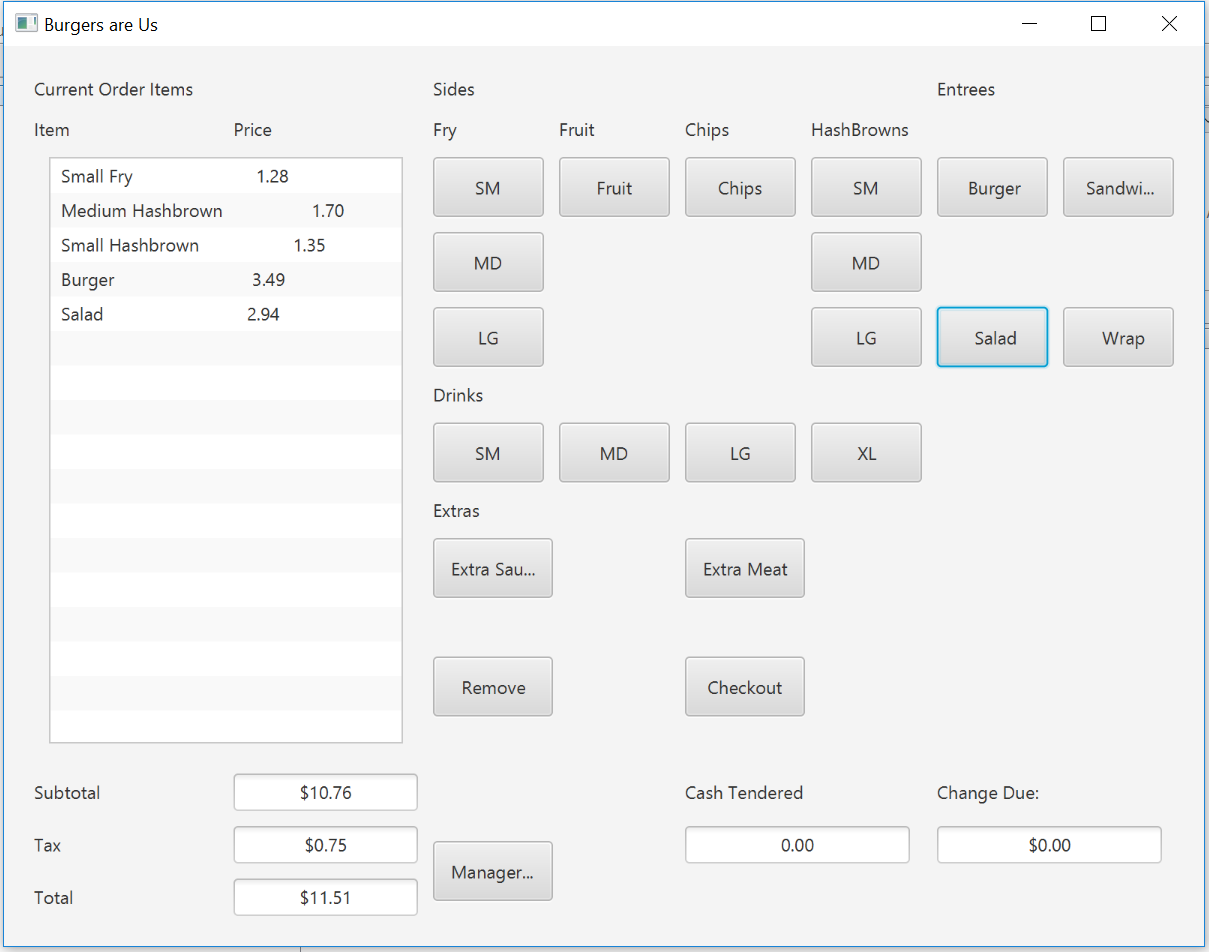 Burgers are Us
Current Order Items Sides Entrees
Item Price Fry Fruit Chips HashBrowns
Small Fry 1.28
Medium Hashbrown 1.70
Small Hashbrown 1.35
Burger 3.49
Salad 2.94
SM Fruit Chips SM Burger Sandwi...
MD MD
LG LG Salad Wrap
Drinks
SM MD LG XL
Extras
Extra Sau... Extra Meat
Remove Checkout
Subtotal $10.76 Cash Tendered Change Due:
Tax $0.75 0.00 $0.00
Manager...
Total $11.51